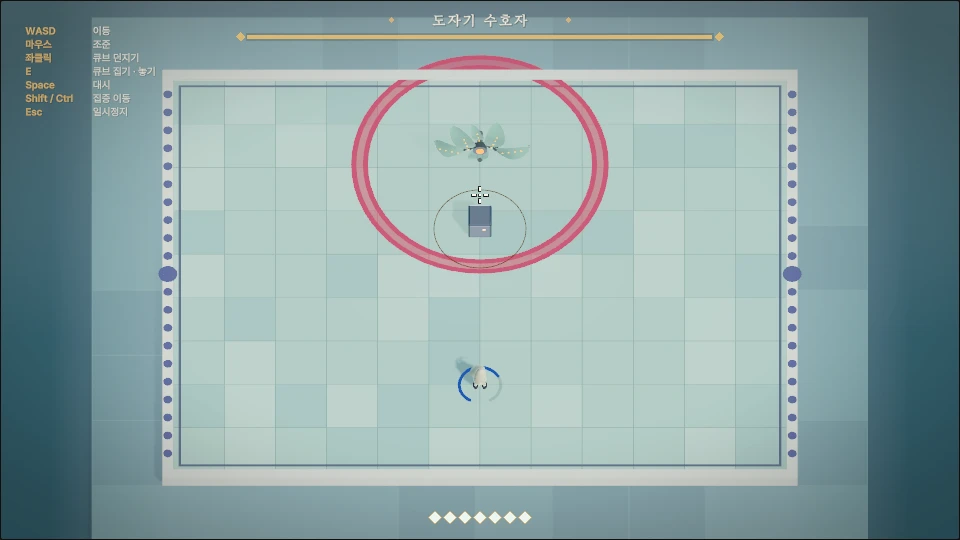 도자기 수호자
WASD 이동
마우스 조준
좌클릭 큐브 던지기
E 큐브 집기 · 놓기
Space 대시
Shift / Ctrl 집중 이동
Esc 일시정지